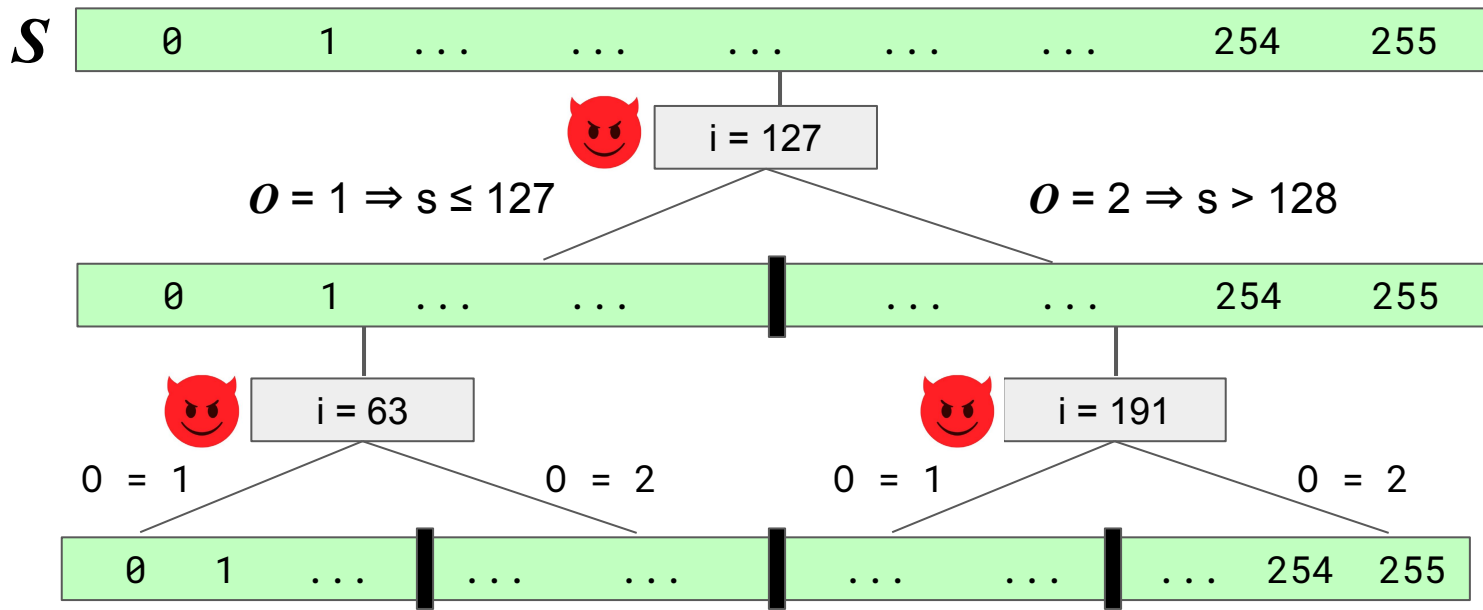 S 0 1 ... ... ... ... ... 254 255
i = 127
O = 1 ⇒ s ≤ 127 O = 2 ⇒ s > 128
0 1 ... ... ... ... 254 255
i = 63 i = 191
O = 1 O = 2 O = 1 O = 2
0 1 ... ... ... ... ... ... 254 255